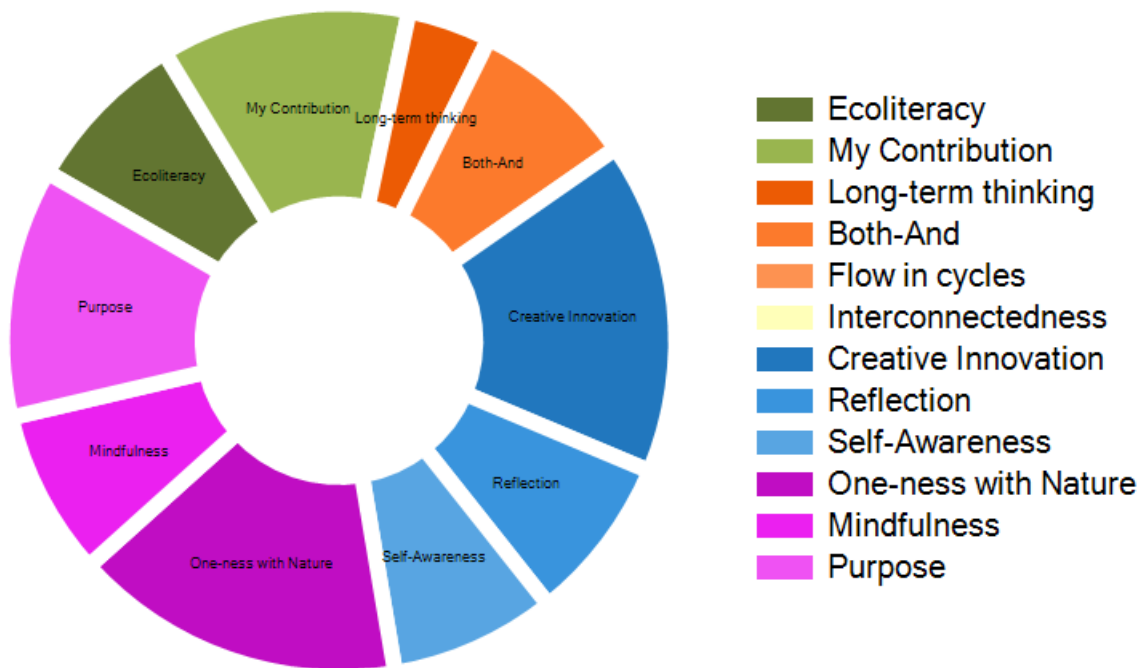 My Contribution
Long-term thinking
Both-And
Ecoliteracy
Purpose
Creative Innovation
Mindfulness
Reflection
One-ness with Nature
Self-Awareness
Ecoliteracy
My Contribution
Long-term thinking
Both-And
Flow in cycles
Interconnectedness
Creative Innovation
Reflection
Self-Awareness
One-ness with Nature
Mindfulness
Purpose